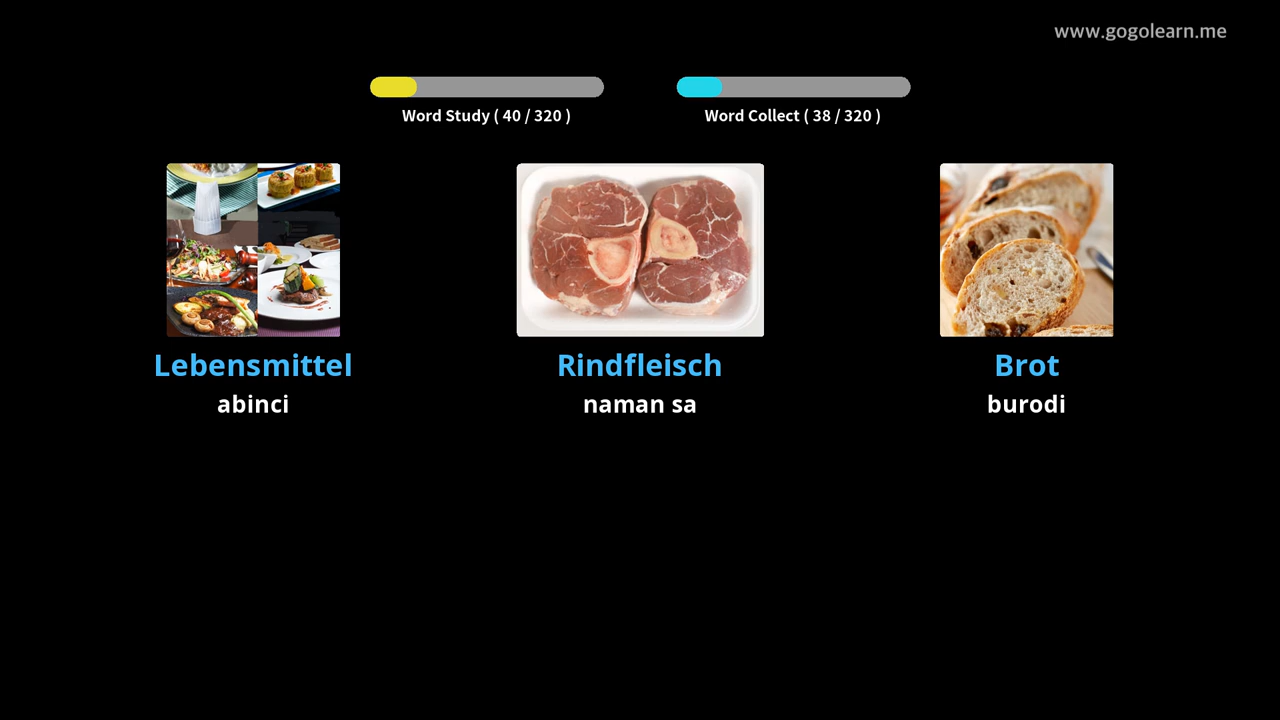 www.gogolearn.me
Word Study ( 40 / 320 )
Word Collect ( 38 / 320 )
Lebensmittel
abinci
Rindfleisch
naman sa
Brot
burodi